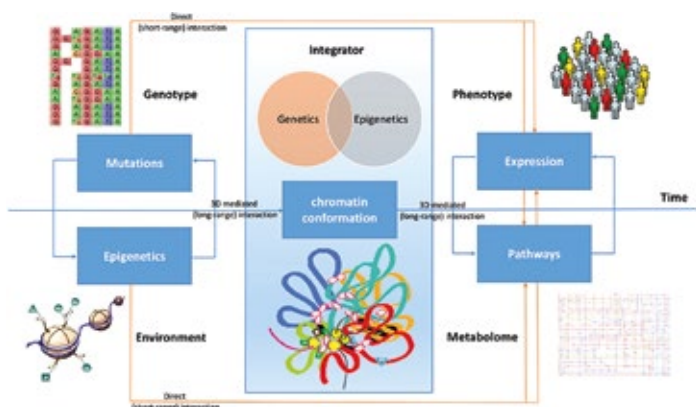 Direct
(short-range) interaction
Integrator
Genotype
Phenotype
Genetics
Epigenetics
Mutations
Expression
Time
3D mediated
(long-range) interaction
chromatin
conformation
3D mediated
(long-range) interaction
Epigenetics
Pathways
Environment
Metabolome
Direct
interaction